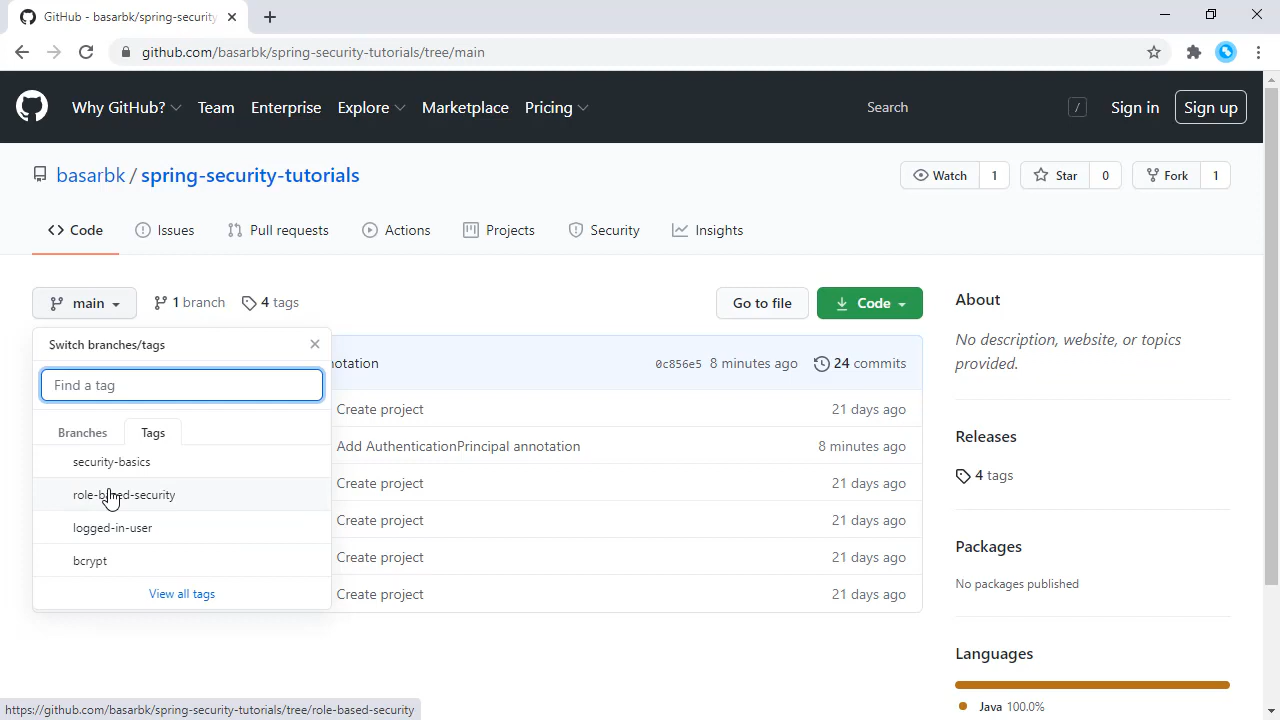 GitHub - basarbk/spring-security
github.com/basarbk/spring-security-tutorials/tree/main
Why GitHub? Team Enterprise Explore Marketplace Pricing Search / Sign in Sign up
basarbk / spring-security-tutorials Watch 1 Star 0 Fork 1
Code Issues Pull requests Actions Projects Security Insights
main 1 branch 4 tags Go to file Code
Switch branches/tags
Find a tag
Branches Tags
security-basics
role-based-security
logged-in-user
bcrypt
View all tags
notation 0c856e5 8 minutes ago 24 commits
Create project 21 days ago
Add AuthenticationPrincipal annotation 8 minutes ago
Create project 21 days ago
Create project 21 days ago
Create project 21 days ago
Create project 21 days ago
About
No description, website, or topics
provided.
Releases
4 tags
Packages
No packages published
Languages
Java 100.0%
https://github.com/basarbk/spring-security-tutorials/tree/role-based-security